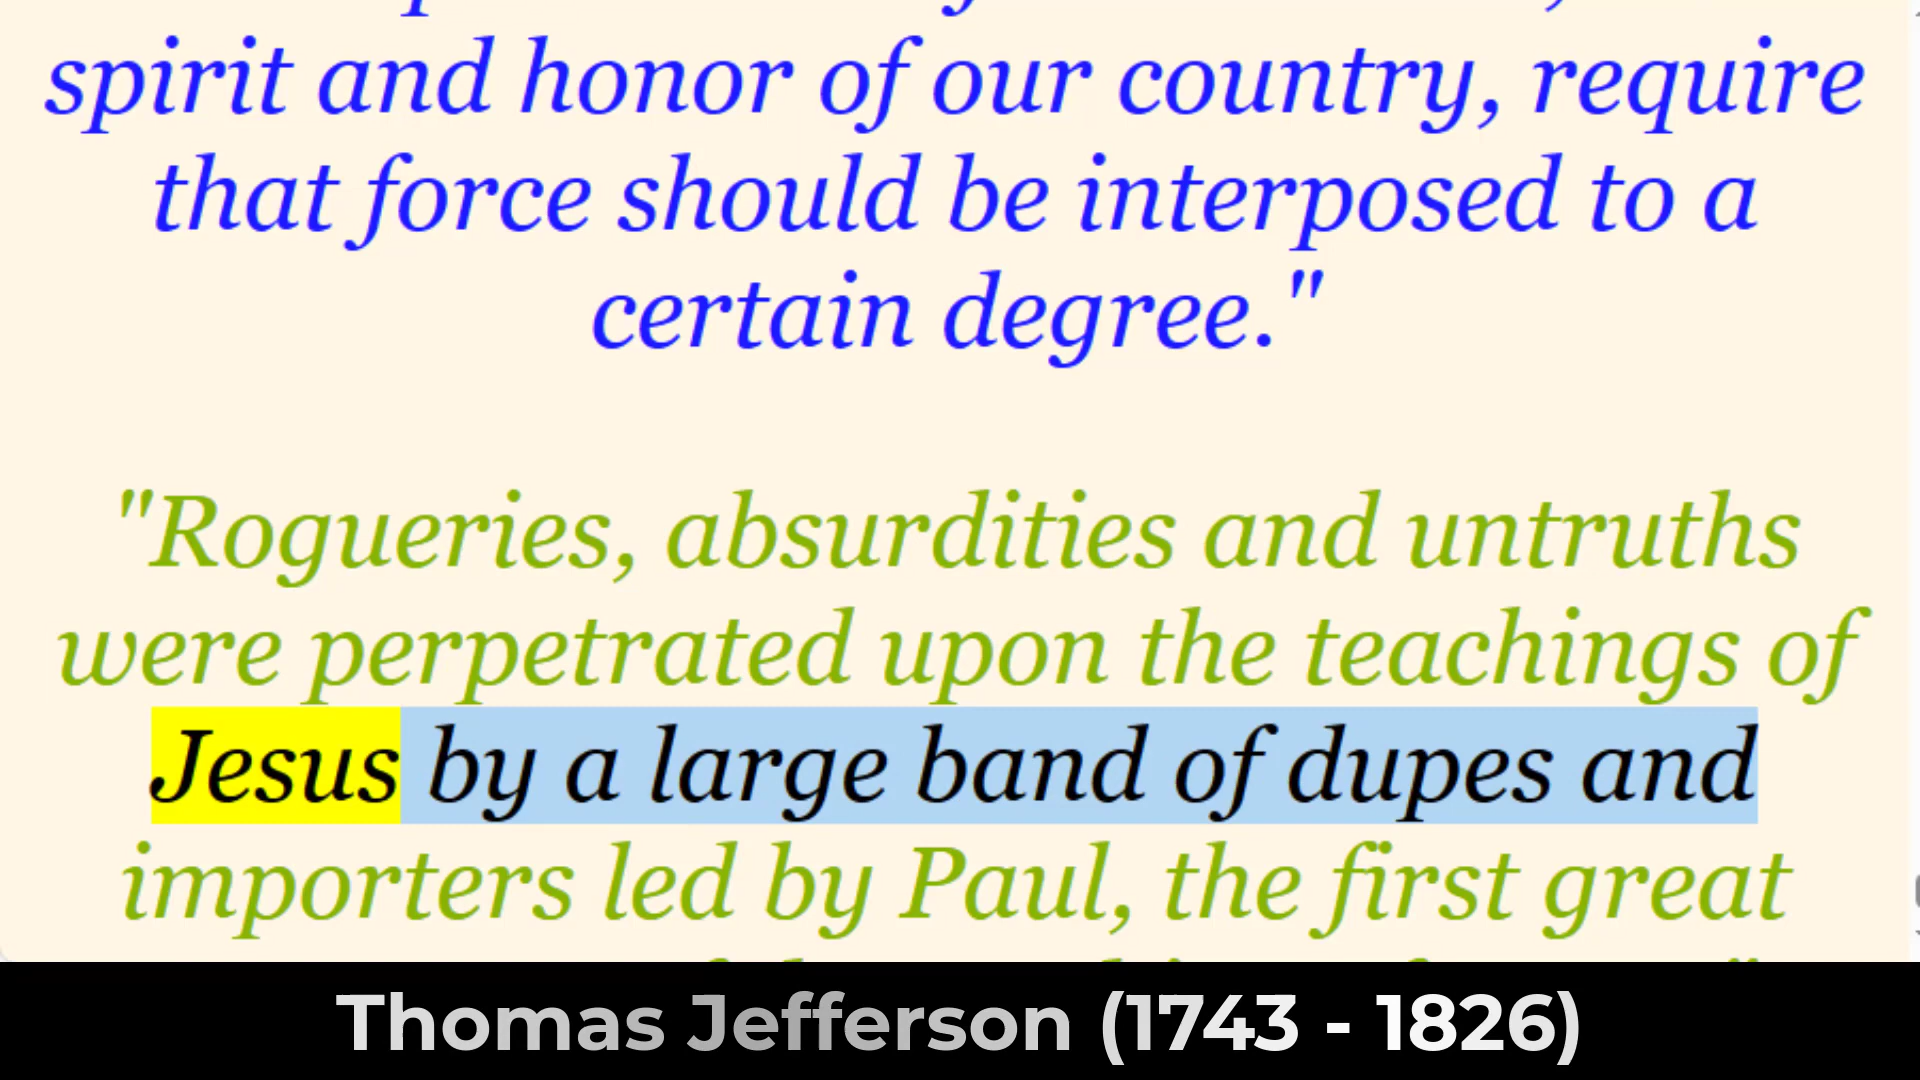 spirit and honor of our country, require
that force should be interposed to a
certain degree."
"Rogueries, absurdities and untruths
were perpetrated upon the teachings of
Jesus by a large band of dupes and
importers led by Paul, the first great
Thomas Jefferson (1743 - 1826)